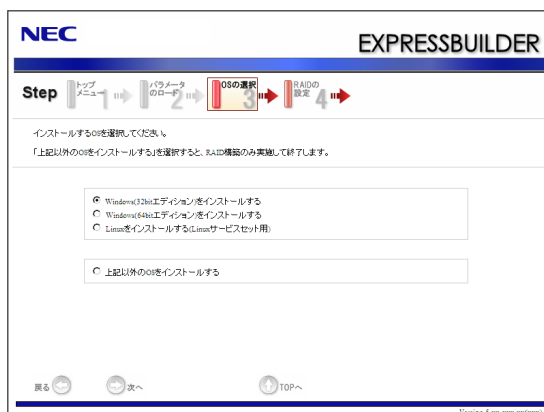 NEC
EXPRESSBUILDER
Step トップメニュー 1 パラメータのロード 2 OSの選択 3 RAIDの設定 4
インストールするOSを選択してください。
「上記以外のOSをインストールする」を選択すると、RAID構築のみ実施して終了します。
Windows(32bitエディション)をインストールする
Windows(64bitエディション)をインストールする
Linuxをインストールする(Linuxサービスセット用)
上記以外のOSをインストールする
戻る 次へ TOPへ